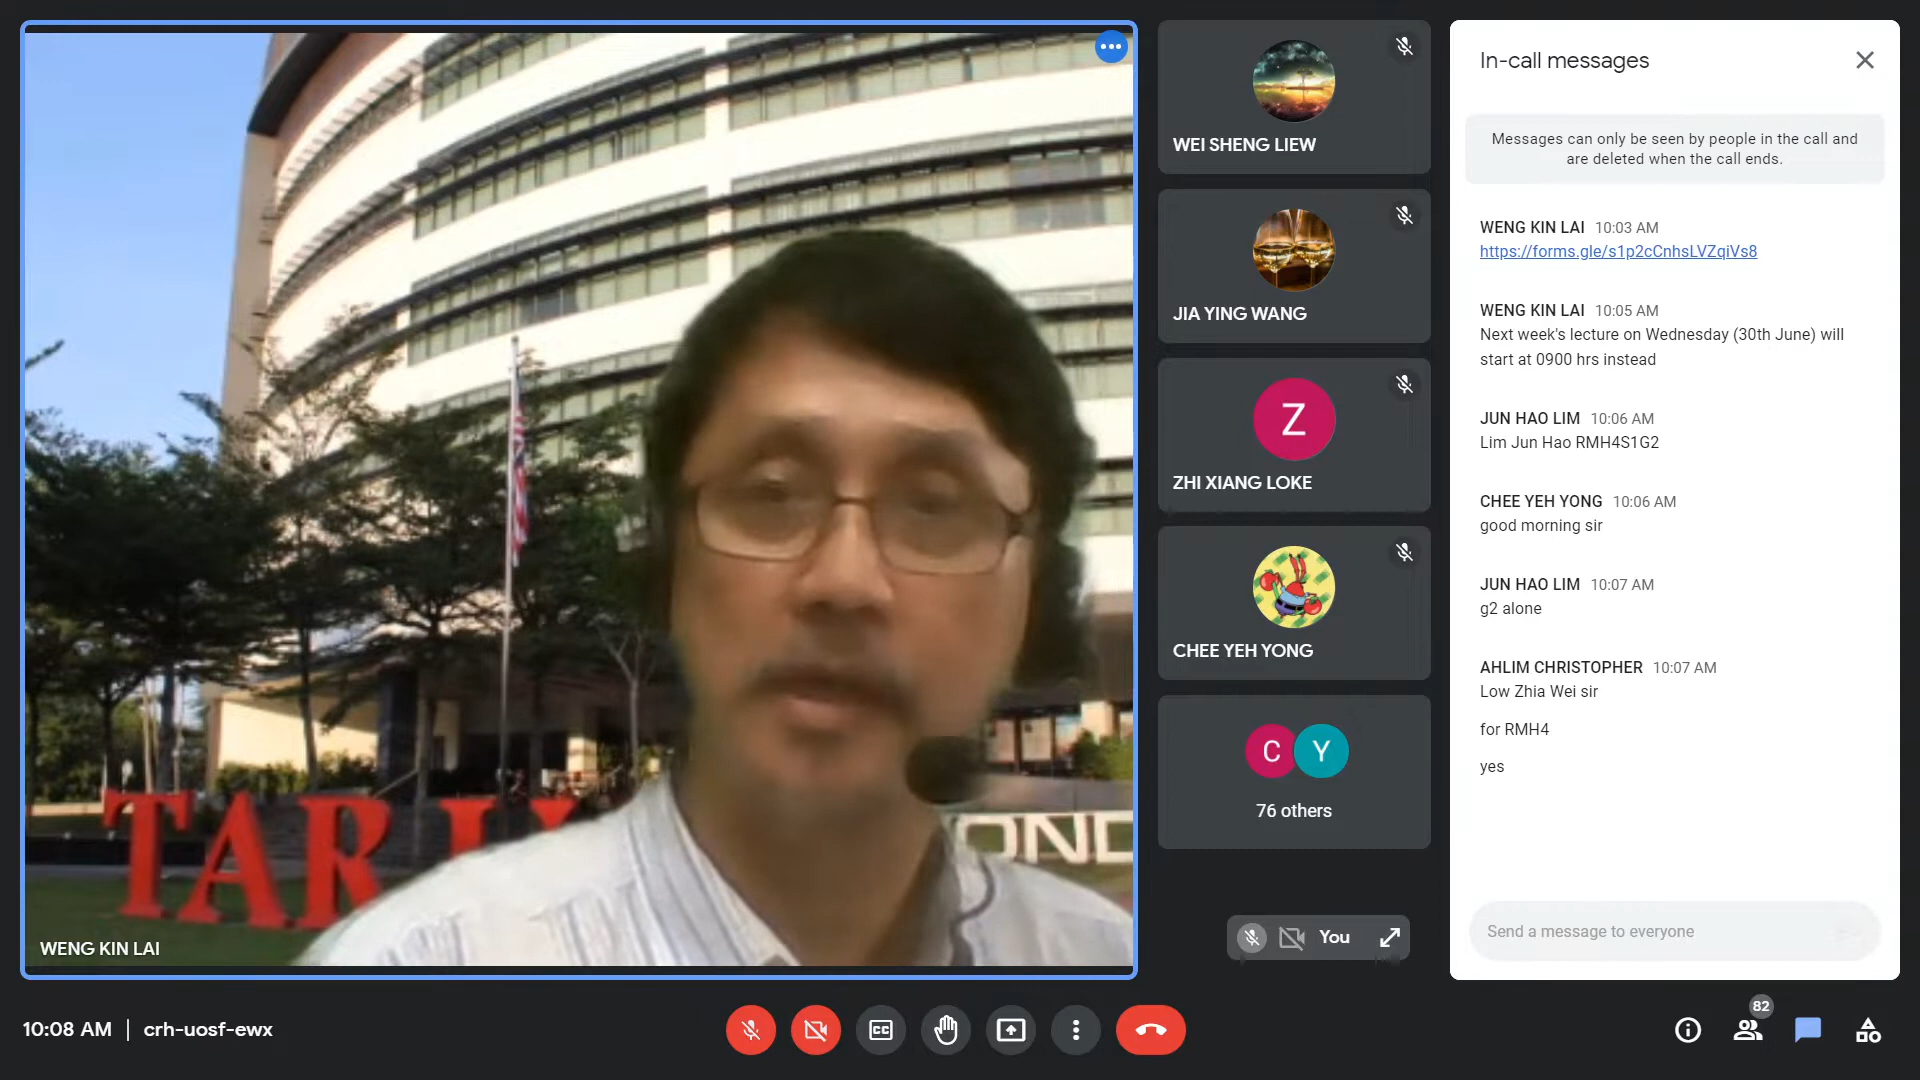 TAR U
OND
WENG KIN LAI
WEI SHENG LIEW
JIA YING WANG
Z
ZHI XIANG LOKE
CHEE YEH YONG
C Y
76 others
You
In-call messages
Messages can only be seen by people in the call and
are deleted when the call ends.
WENG KIN LAI 10:03 AM
https://forms.gle/s1p2cCnhsLVZqiVs8
WENG KIN LAI 10:05 AM
Next week's lecture on Wednesday (30th June) will
start at 0900 hrs instead
JUN HAO LIM 10:06 AM
Lim Jun Hao RMH4S1G2
CHEE YEH YONG 10:06 AM
good morning sir
JUN HAO LIM 10:07 AM
g2 alone
AHLIM CHRISTOPHER 10:07 AM
Low Zhia Wei sir
for RMH4
yes
Send a message to everyone
10:08 AM | crh-uosf-ewx
CC
82